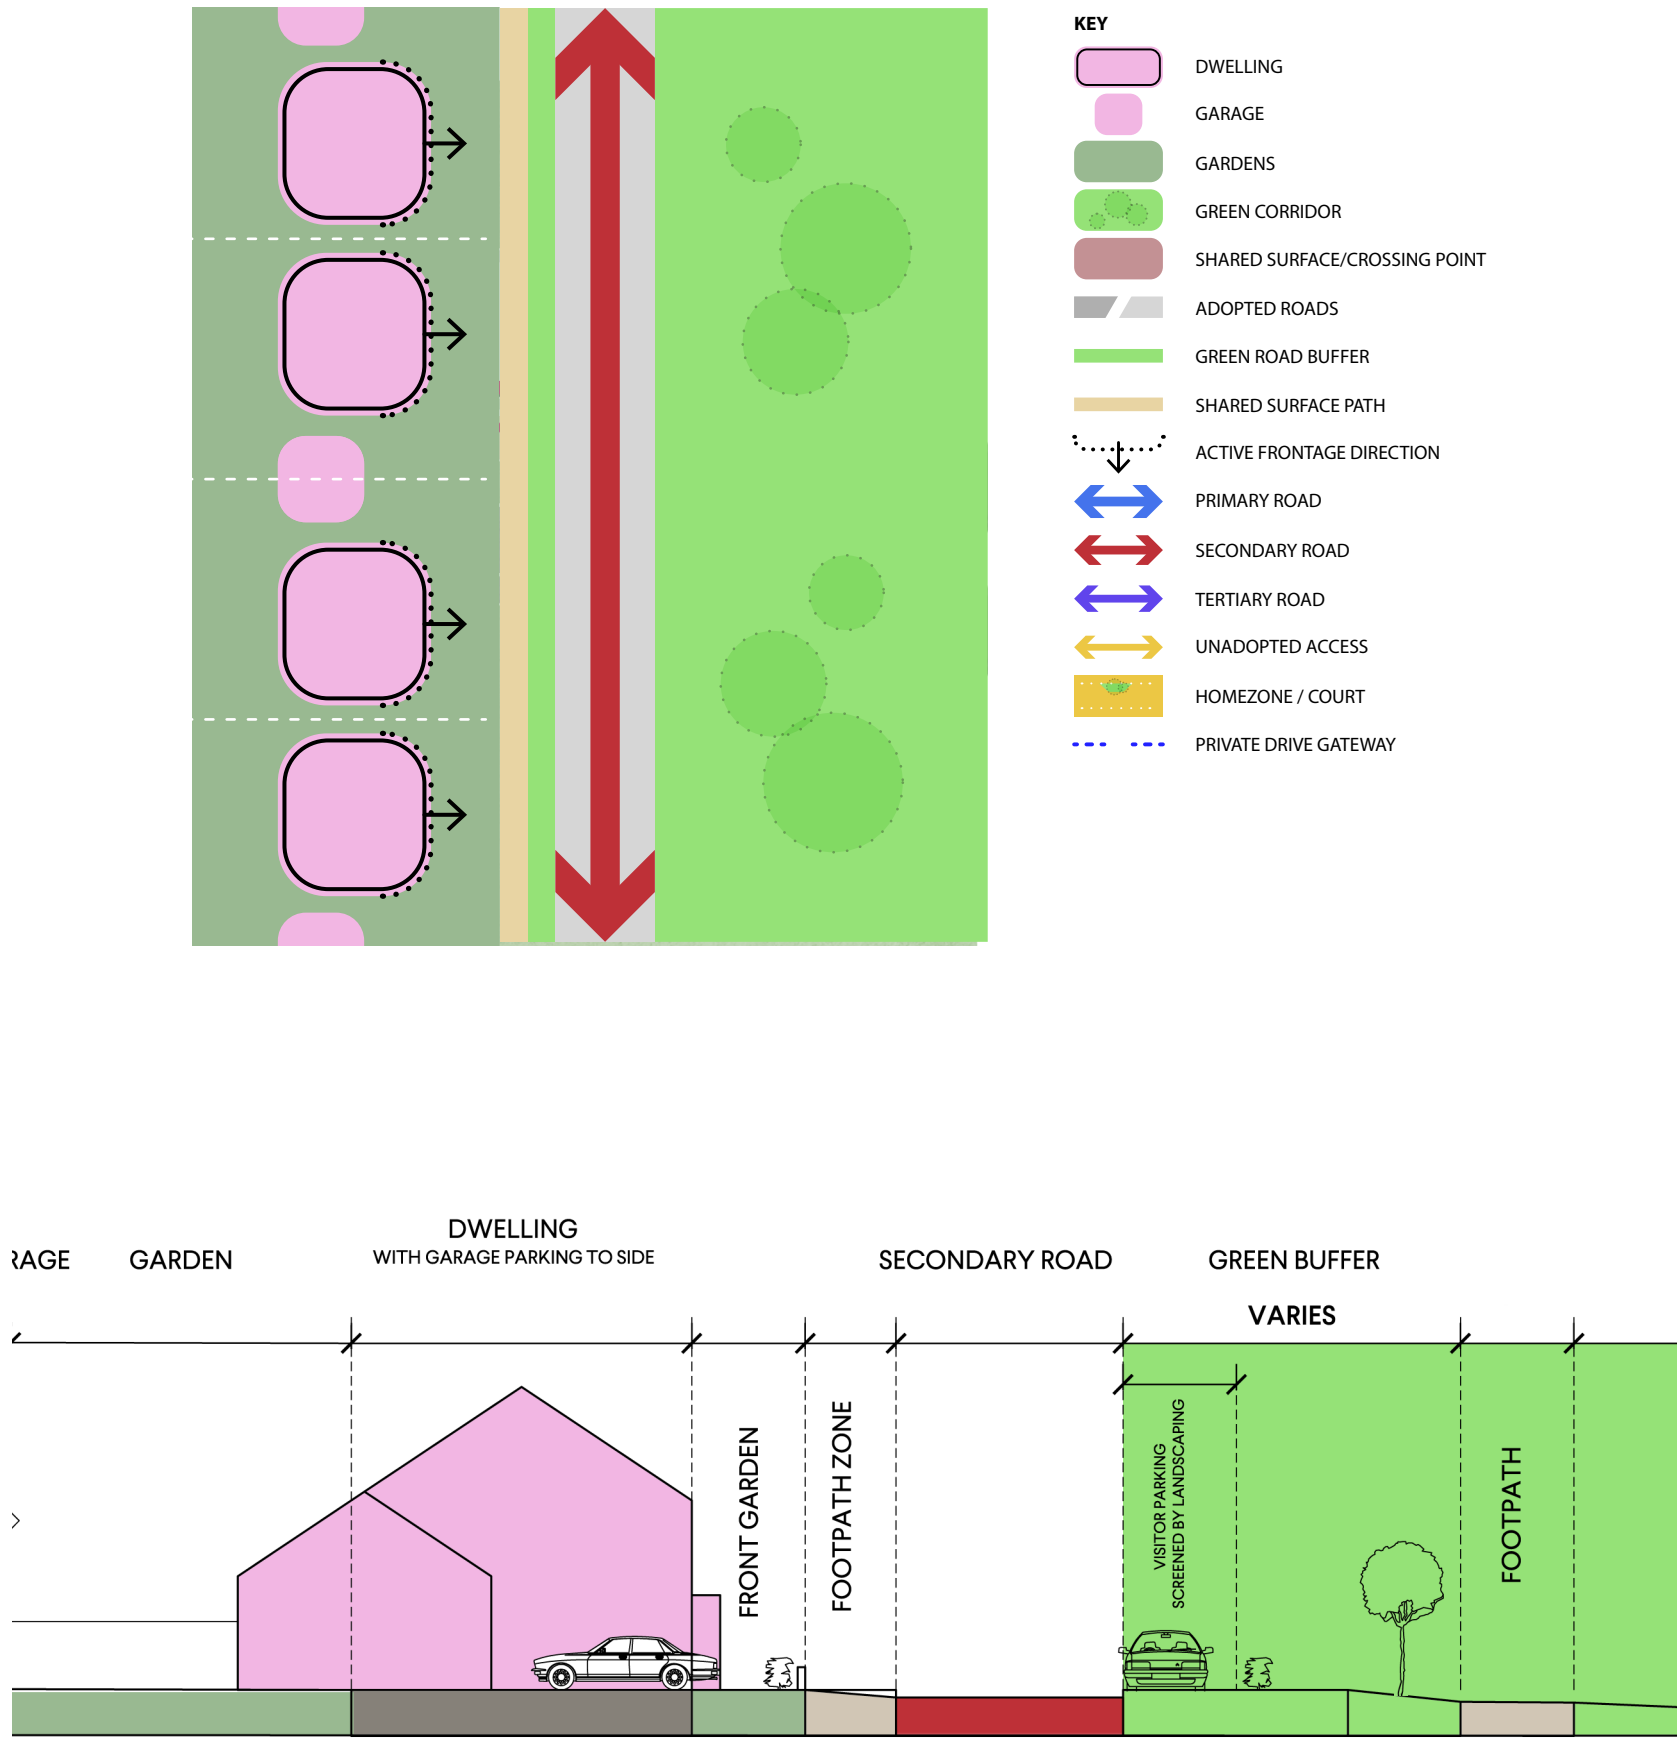 KEY
DWELLING
GARAGE
GARDENS
GREEN CORRIDOR
SHARED SURFACE/CROSSING POINT
ADOPTED ROADS
GREEN ROAD BUFFER
SHARED SURFACE PATH
ACTIVE FRONTAGE DIRECTION
PRIMARY ROAD
SECONDARY ROAD
TERTIARY ROAD
UNADOPTED ACCESS
HOMEZONE / COURT
PRIVATE DRIVE GATEWAY
RAGE
GARDEN
DWELLING
WITH GARAGE PARKING TO SIDE
SECONDARY ROAD
GREEN BUFFER
VARIES
FRONT GARDEN
FOOTPATH ZONE
VISITOR PARKING
SCREENED BY LANDSCAPING
FOOTPATH